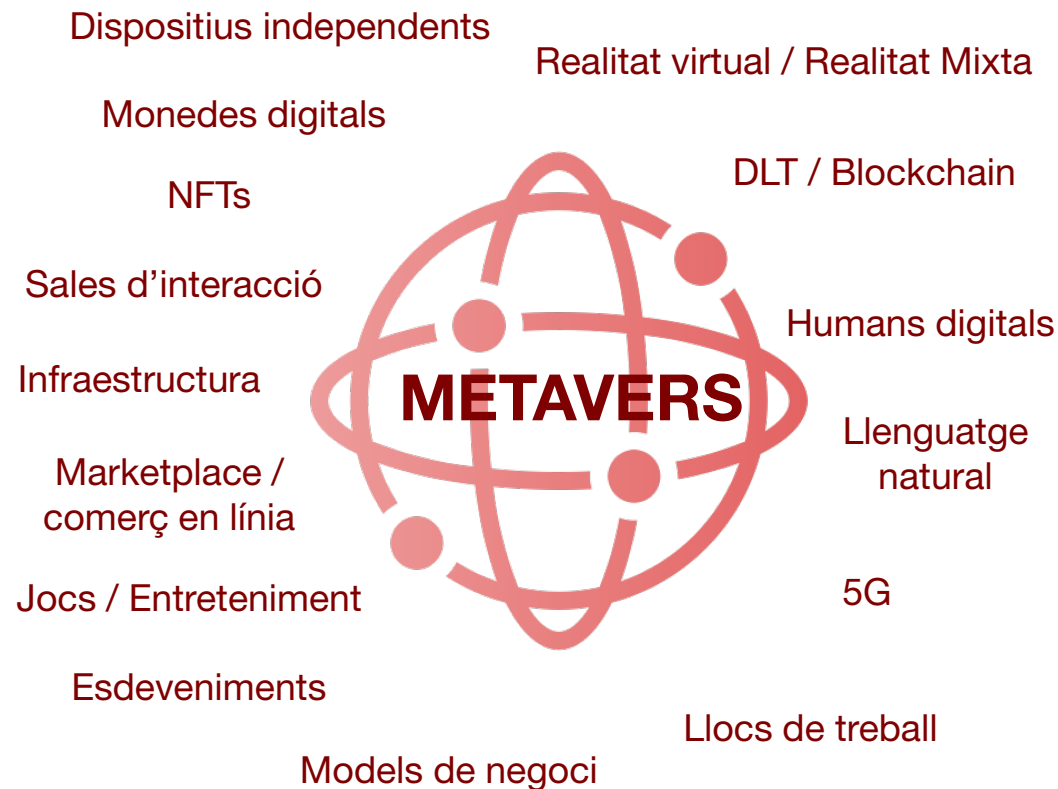 Dispositius independents
Realitat virtual / Realitat Mixta
Monedes digitals
DLT / Blockchain
NFTs
Sales d’interacció
Humans digitals
Infraestructura
METAVERS
Llenguatge
natural
Marketplace /
comerç en línia
Jocs / Entreteniment
5G
Esdeveniments
Llocs de treball
Models de negoci